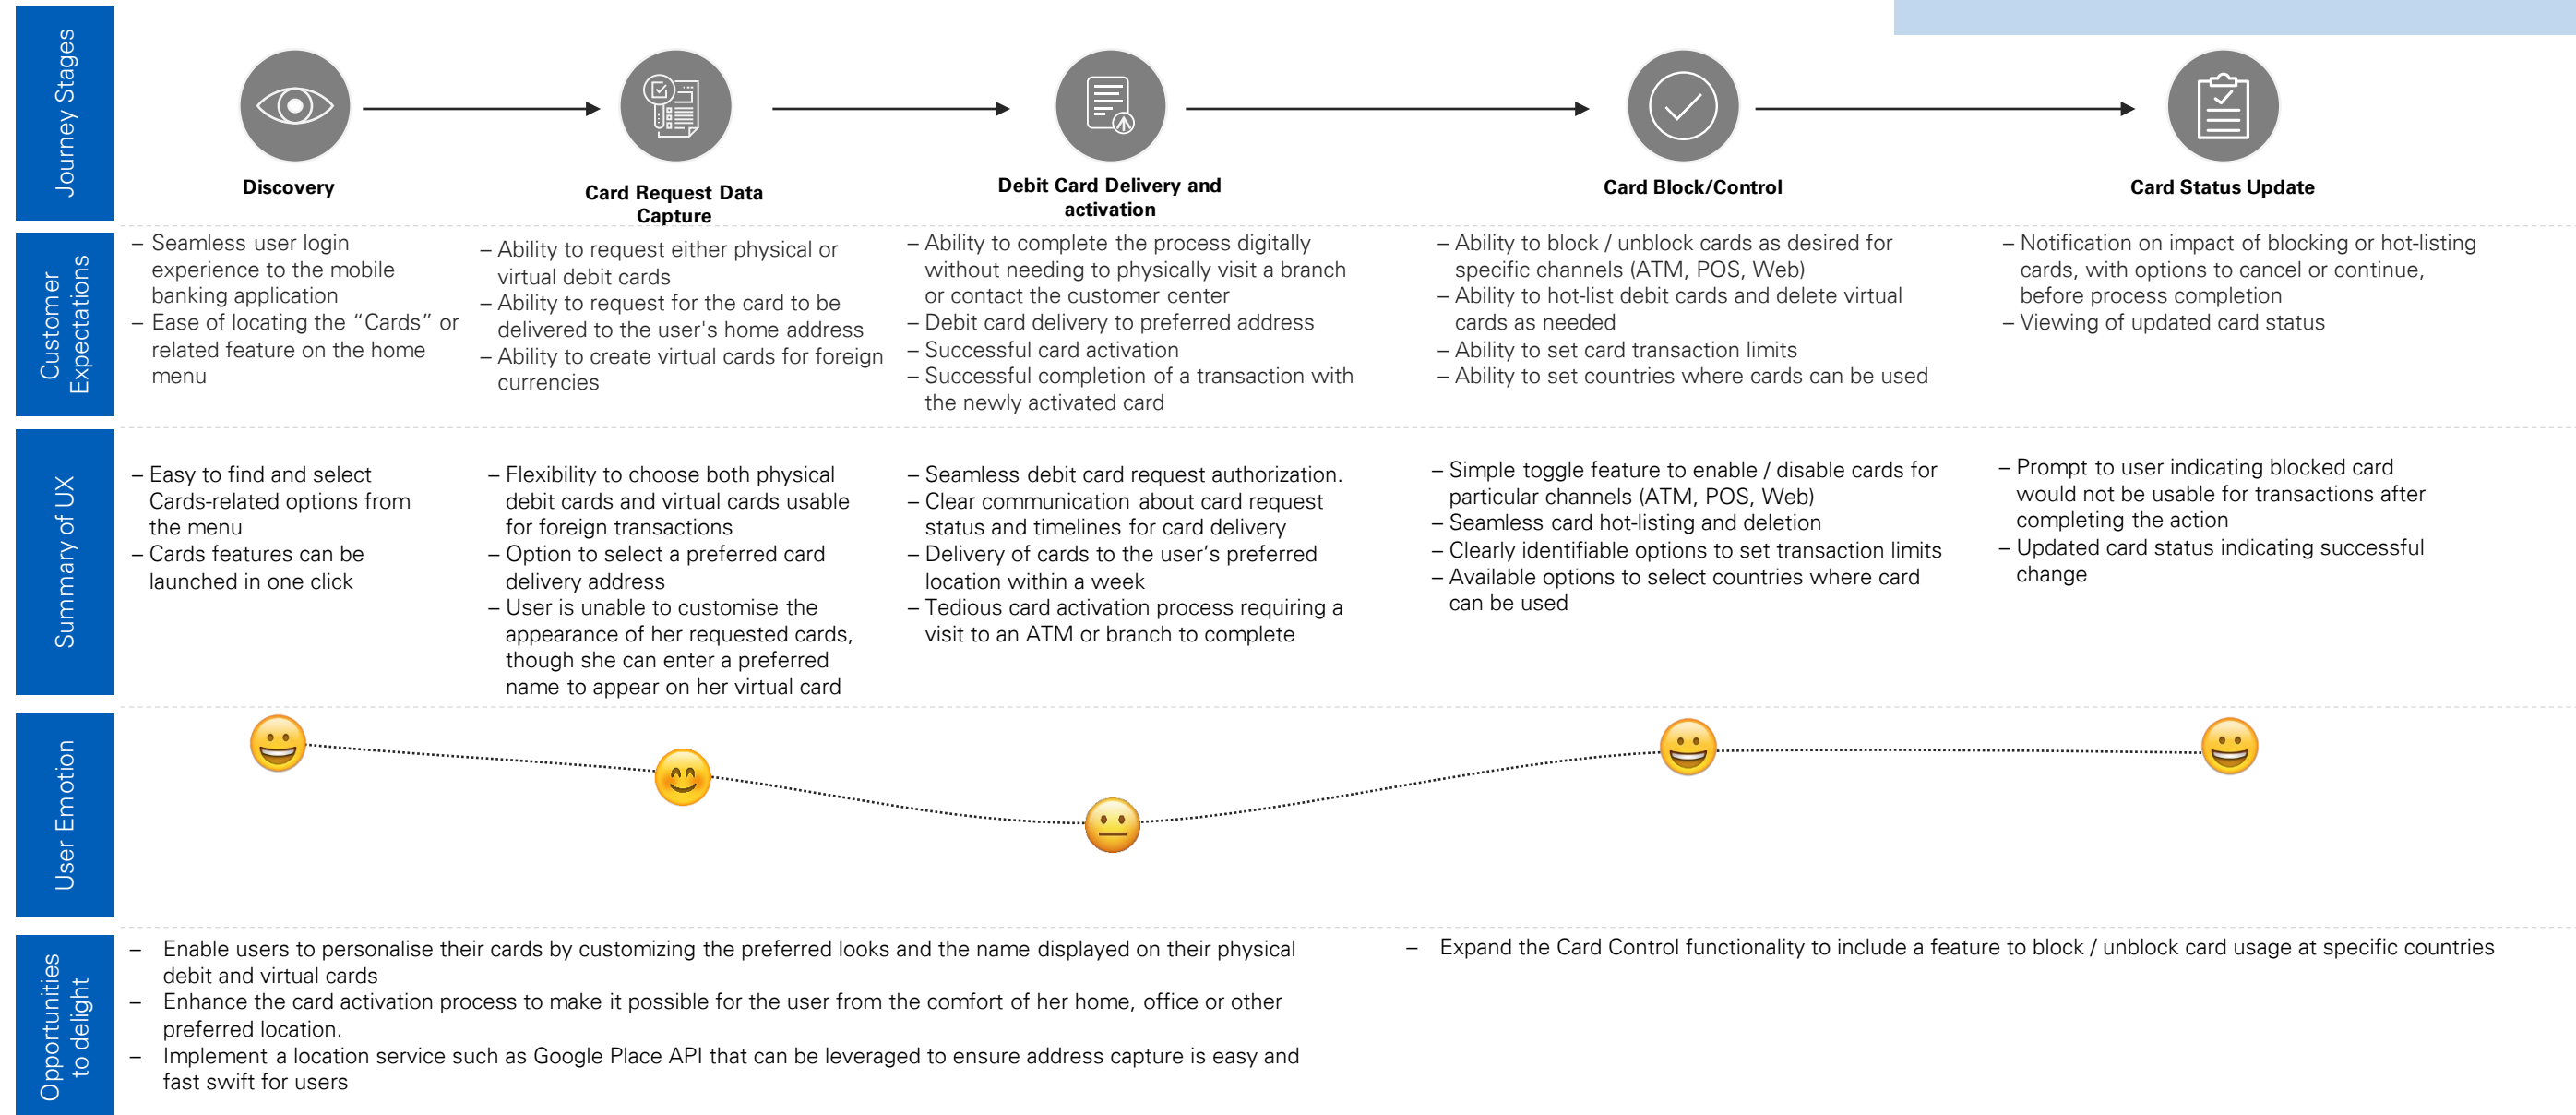 Journey Stages
Discovery
Card Request Data
Capture
Debit Card Delivery and
activation
Card Block/Control
Card Status Update
Customer
Expectations
– Seamless user login
experience to the mobile
banking application
– Ease of locating the “Cards” or
related feature on the home
menu
– Ability to request either physical or
virtual debit cards
– Ability to request for the card to be
delivered to the user's home address
– Ability to create virtual cards for foreign
currencies
– Ability to complete the process digitally
without needing to physically visit a branch
or contact the customer center
– Debit card delivery to preferred address
– Successful card activation
– Successful completion of a transaction with
the newly activated card
– Ability to block / unblock cards as desired for
specific channels (ATM, POS, Web)
– Ability to hot-list debit cards and delete virtual
cards as needed
– Ability to set card transaction limits
– Ability to set countries where cards can be used
– Notification on impact of blocking or hot-listing
cards, with options to cancel or continue,
before process completion
– Viewing of updated card status
Summary of UX
– Easy to find and select
Cards-related options from
the menu
– Cards features can be
launched in one click
– Flexibility to choose both physical
debit cards and virtual cards usable
for foreign transactions
– Option to select a preferred card
delivery address
– User is unable to customise the
appearance of her requested cards,
though she can enter a preferred
name to appear on her virtual card
– Seamless debit card request authorization.
– Clear communication about card request
status and timelines for card delivery
– Delivery of cards to the user’s preferred
location within a week
– Tedious card activation process requiring a
visit to an ATM or branch to complete
– Simple toggle feature to enable / disable cards for
particular channels (ATM, POS, Web)
– Seamless card hot-listing and deletion
– Clearly identifiable options to set transaction limits
– Available options to select countries where card
can be used
– Prompt to user indicating blocked card
would not be usable for transactions after
completing the action
– Updated card status indicating successful
change
User Emotion
Opportunities
to delight
– Enable users to personalise their cards by customizing the preferred looks and the name displayed on their physical
debit and virtual cards
– Enhance the card activation process to make it possible for the user from the comfort of her home, office or other
preferred location.
– Implement a location service such as Google Place API that can be leveraged to ensure address capture is easy and
fast swift for users
– Expand the Card Control functionality to include a feature to block / unblock card usage at specific countries